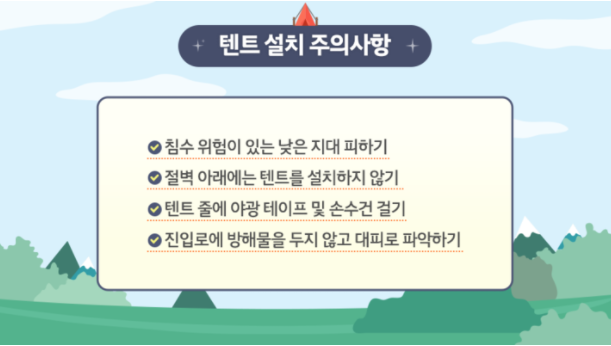 텐트 설치 주의사항
침수 위험이 있는 낮은 지대 피하기
절벽 아래에는 텐트를 설치하지 않기
텐트 줄에 야광 테이프 및 손수건 걸기
진입로에 방해물을 두지 않고 대피로 파악하기